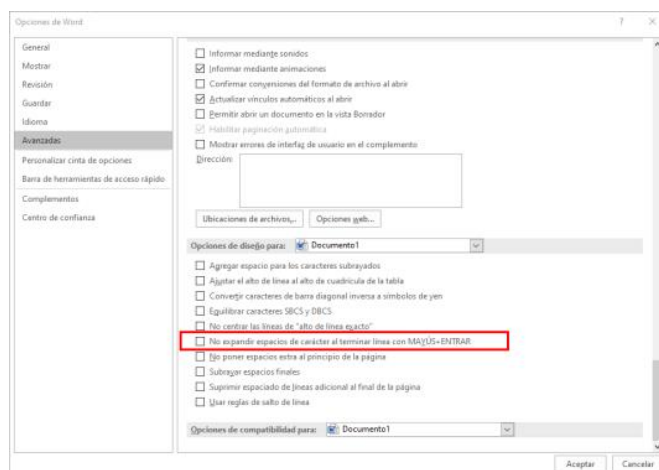 Opciones de Word
General
Mostrar
Revisión
Guardar
Idioma
Avanzadas
Personalizar cinta de opciones
Barra de herramientas de acceso rápido
Complementos
Centro de confianza
Informar mediante sonidos
Informar mediante animaciones
Confirmar conversiones del formato de archivo al abrir
Actualizar vínculos automáticos al abrir
Permitir abrir un documento en la vista Borrador
Habilitar paginación automática
Mostrar errores de interfaz de usuario en el complemento
Dirección:
Ubicaciones de archivos... Opciones web...
Opciones de diseño para: Documento1
Agregar espacio para los caracteres subrayados
Ajustar el alto de línea al alto de cuadrícula de la tabla
Convertir caracteres de barra diagonal inversa a símbolos de yen
Equilibrar caracteres SBCS y DBCS
No centrar las líneas de "alto de línea exacto"
No expandir espacios de carácter al terminar línea con MAYÚS+ENTRAR
No poner espacios extra al principio de la página
Subrayar espacios finales
Suprimir espaciado de líneas adicional al final de la página
Usar reglas de salto de línea
Opciones de compatibilidad para: Documento1
Aceptar Cancelar